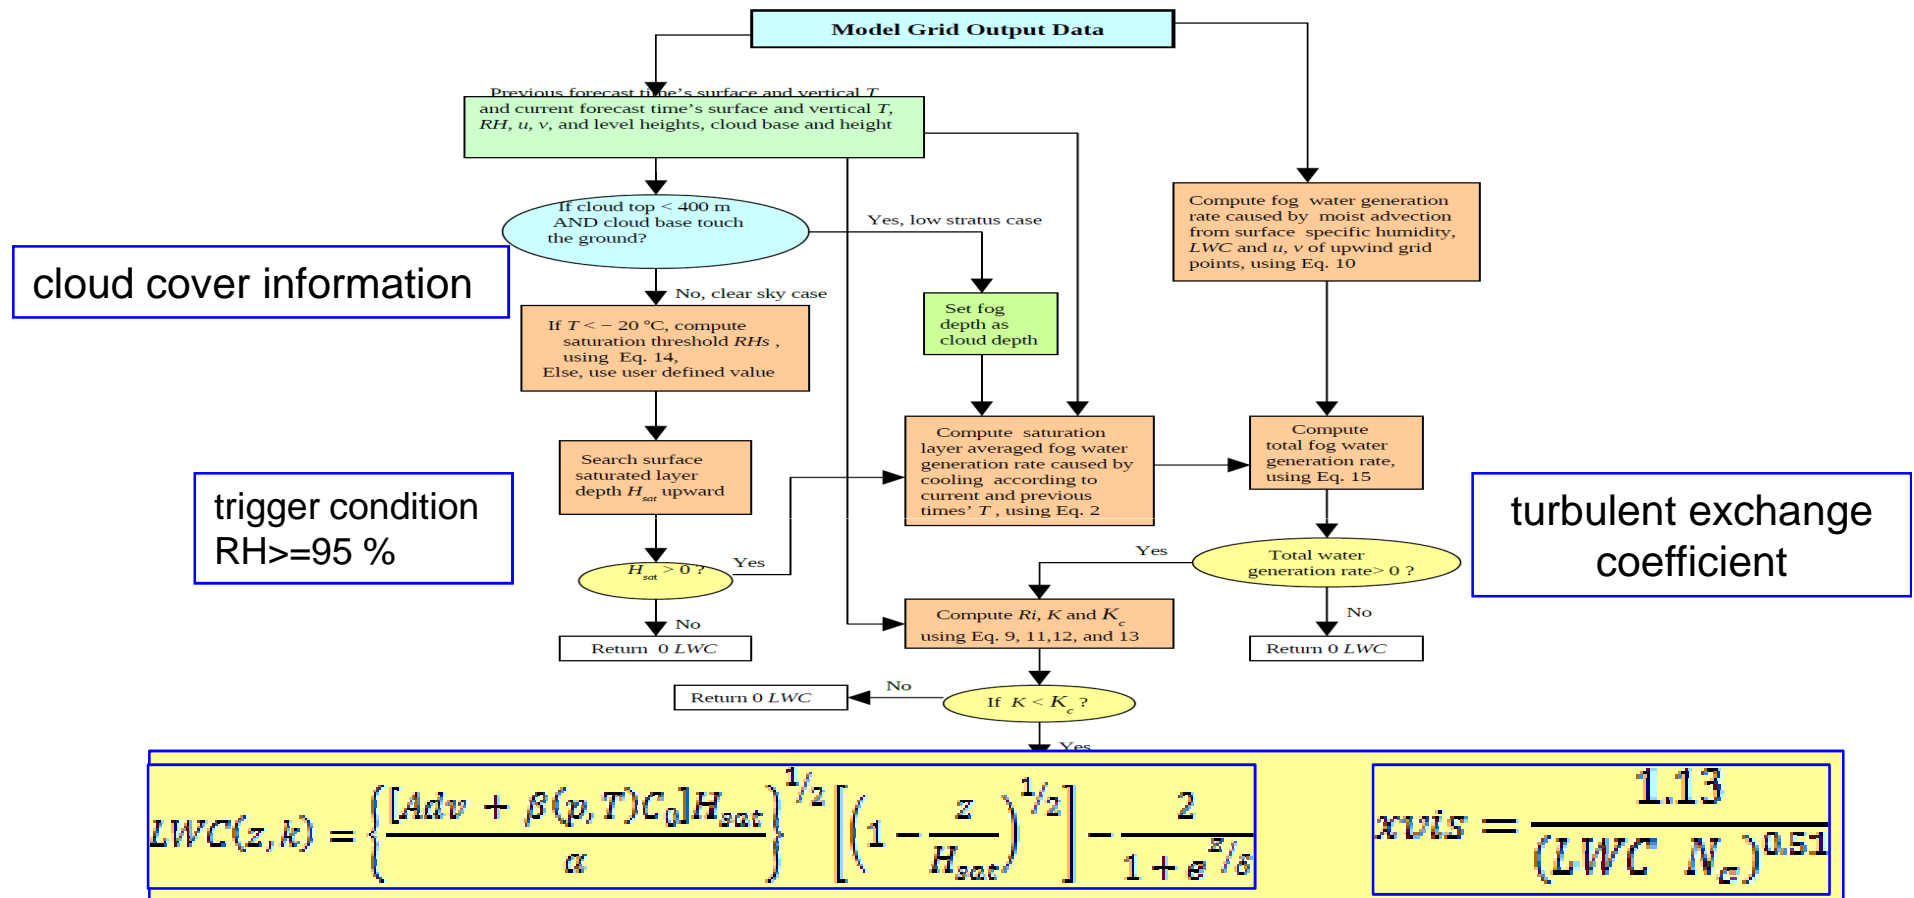 Model Grid Output Data
Previous forecast time's surface and vertical T
and current forecast time's surface and vertical T,
RH, u, v, and level heights, cloud base and height
If cloud top < 400 m
AND cloud base touch
the ground?
Yes, low stratus case
Compute fog water generation
rate caused by moist advection
from surface specific humidity,
LWC and u, v of upwind grid
points, using Eq. 10
cloud cover information
No, clear sky case
If T < − 20 °C, compute
saturation threshold RHs ,
using Eq. 14,
Else, use user defined value
Set fog
depth as
cloud depth
Search surface
saturated layer
depth H_sat upward
Compute saturation
layer averaged fog water
generation rate caused by
cooling according to
current and previous
times' T , using Eq. 2
Compute
total fog water
generation rate,
using Eq. 15
trigger condition
RH>=95 %
turbulent exchange
coefficient
H_sat > 0 ?
Yes
Yes
Total water
generation rate> 0 ?
No
No
Return 0 LWC
Compute Ri, K and K_c
using Eq. 9, 11,12, and 13
Return 0 LWC
No
Return 0 LWC
If K < K_c ?
Yes
LWC(z,k) = {[Adv + β(p,T)C_0]H_sat / α}^{1/2} [(1 − z/H_sat)^{1/2}] − 2/(1 + e^{z/δ})
xvis = 1.13/(LWC N_c)^{0.51}